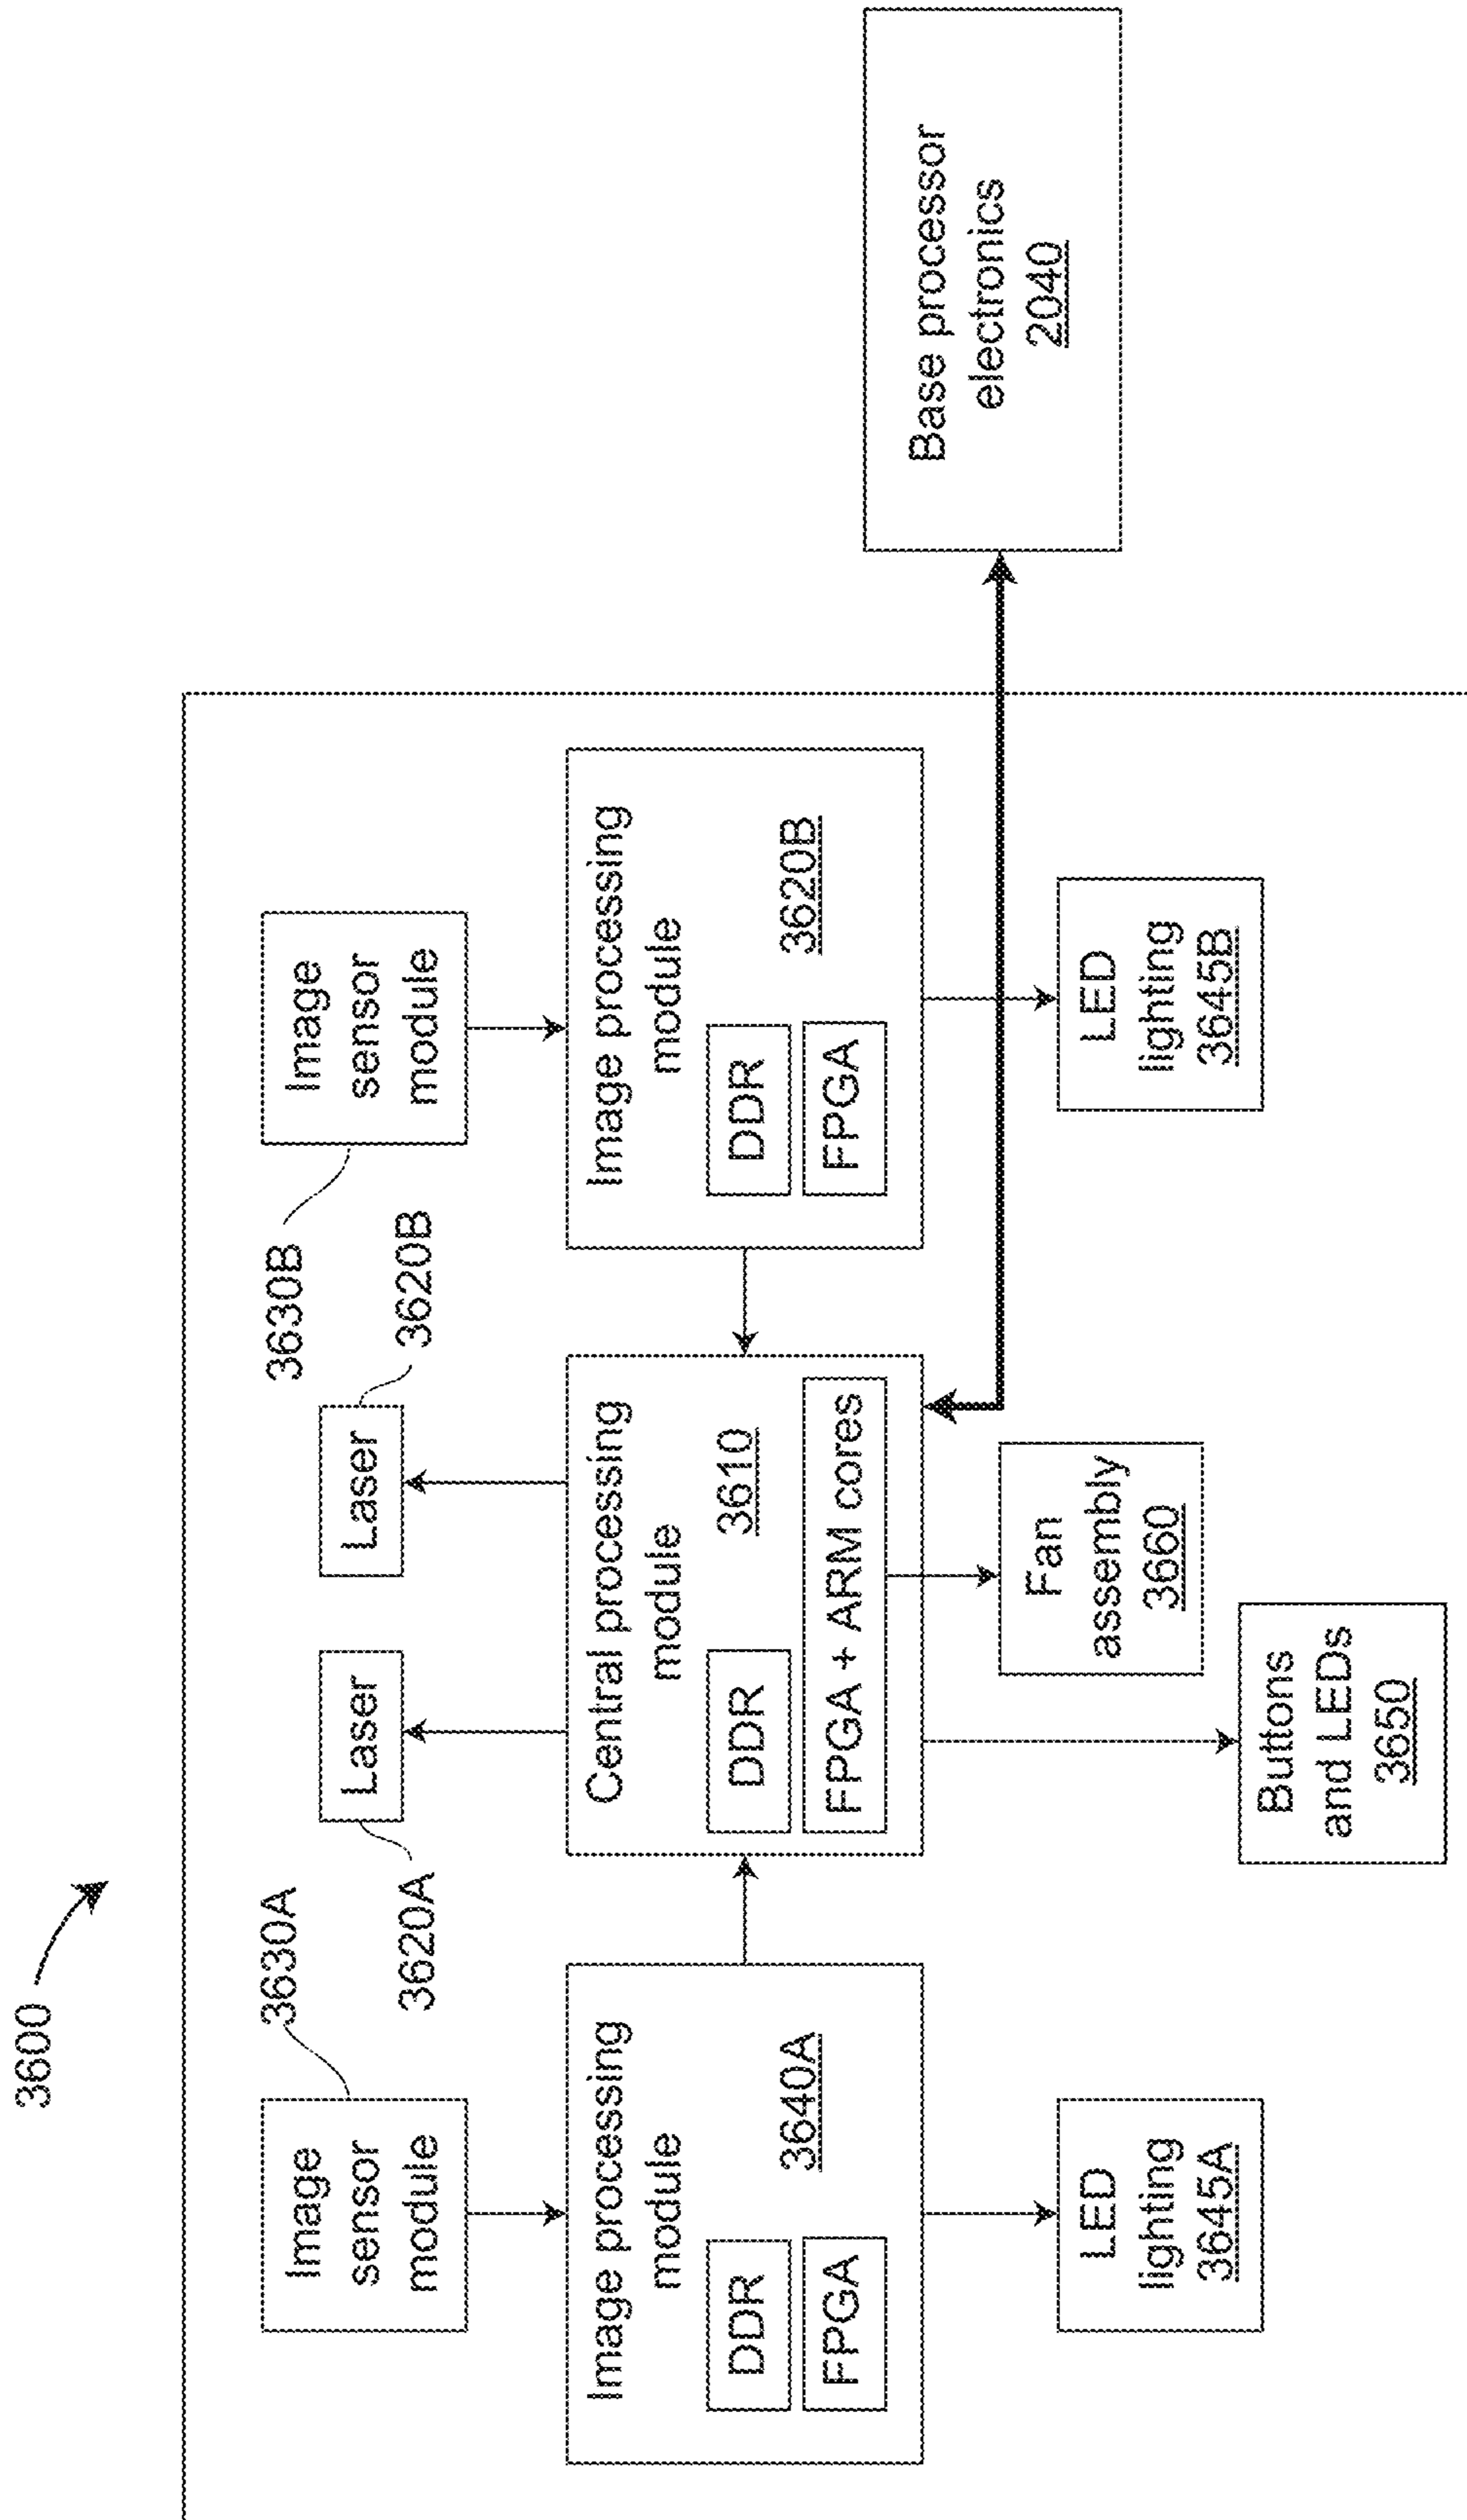 3600
Image
sensor
module
3630A
3620A
Laser
Laser
3620B
3630B
Image
sensor
module
Image processing
module
3640A
DDR
FPGA
Central processing
module
3610
DDR
FPGA + ARM cores
Image processing
module
3620B
DDR
FPGA
LED
lighting
3645A
Buttons
and LEDs
3650
Fan
assembly
3660
LED
lighting
3645B
Base processor
electronics
2040